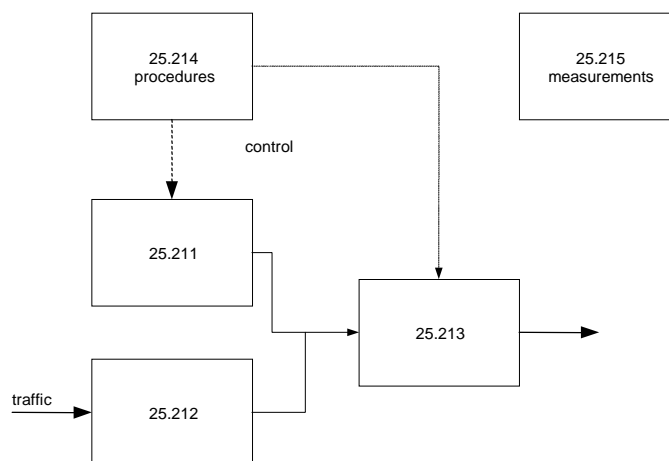 25.214
procedures
25.215
measurements
control
25.211
25.213
traffic
25.212